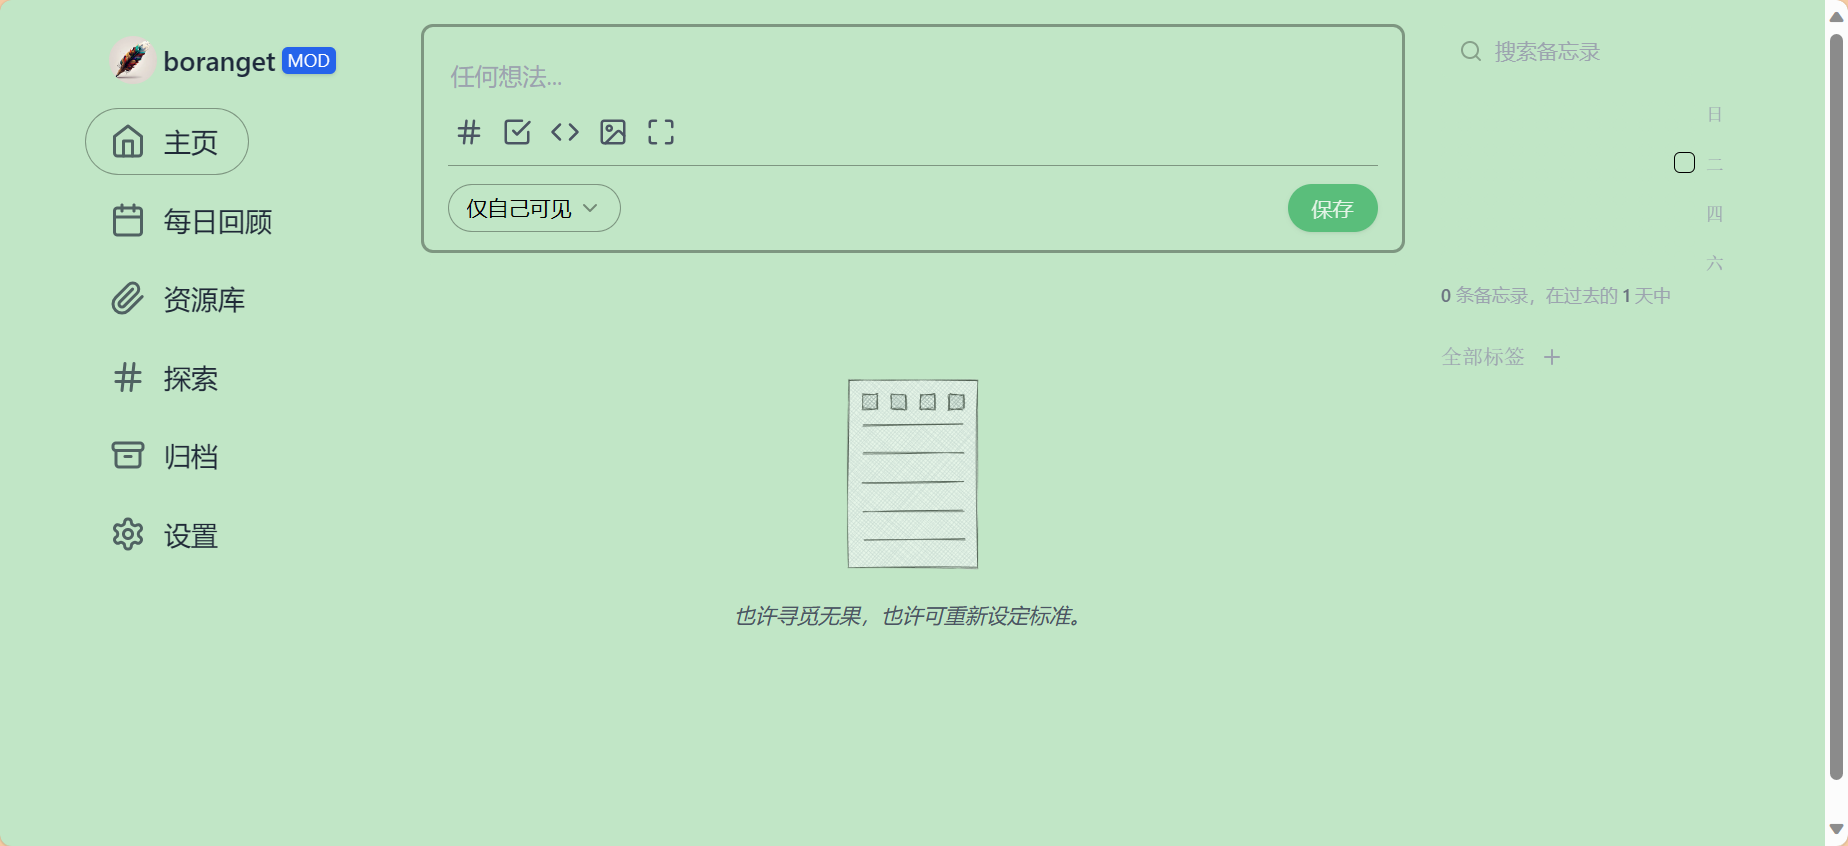 boranget MOD
主页
每日回顾
资源库
探索
归档
设置
任何想法...
仅自己可见
保存
也许寻觅无果，也许可重新设定标准。
搜索备忘录
日
二
四
六
0 条备忘录，在过去的 1 天中
全部标签 +